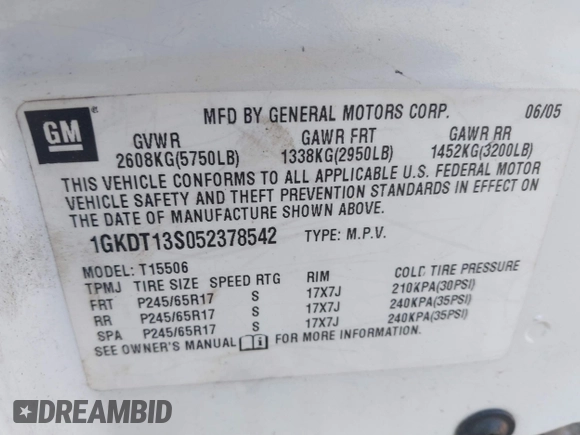 GM
MFD BY GENERAL MOTORS CORP. 06/05
GVWR GAWR FRT GAWR RR
2608KG(5750LB) 1338KG(2950LB) 1452KG(3200LB)
THIS VEHICLE CONFORMS TO ALL APPLICABLE U.S. FEDERAL MOTOR
VEHICLE SAFETY AND THEFT PREVENTION STANDARDS IN EFFECT ON
THE DATE OF MANUFACTURE SHOWN ABOVE.
1GKDT13S052378542 TYPE: M.P.V.
MODEL: T15506
TPMJ TIRE SIZE SPEED RTG RIM COLD TIRE PRESSURE
FRT P245/65R17 S 17X7J 210KPA(30PSI)
RR P245/65R17 S 17X7J 240KPA(35PSI)
SPA P245/65R17 S 17X7J 240KPA(35PSI)
SEE OWNER'S MANUAL FOR MORE INFORMATION.
DREAMBID